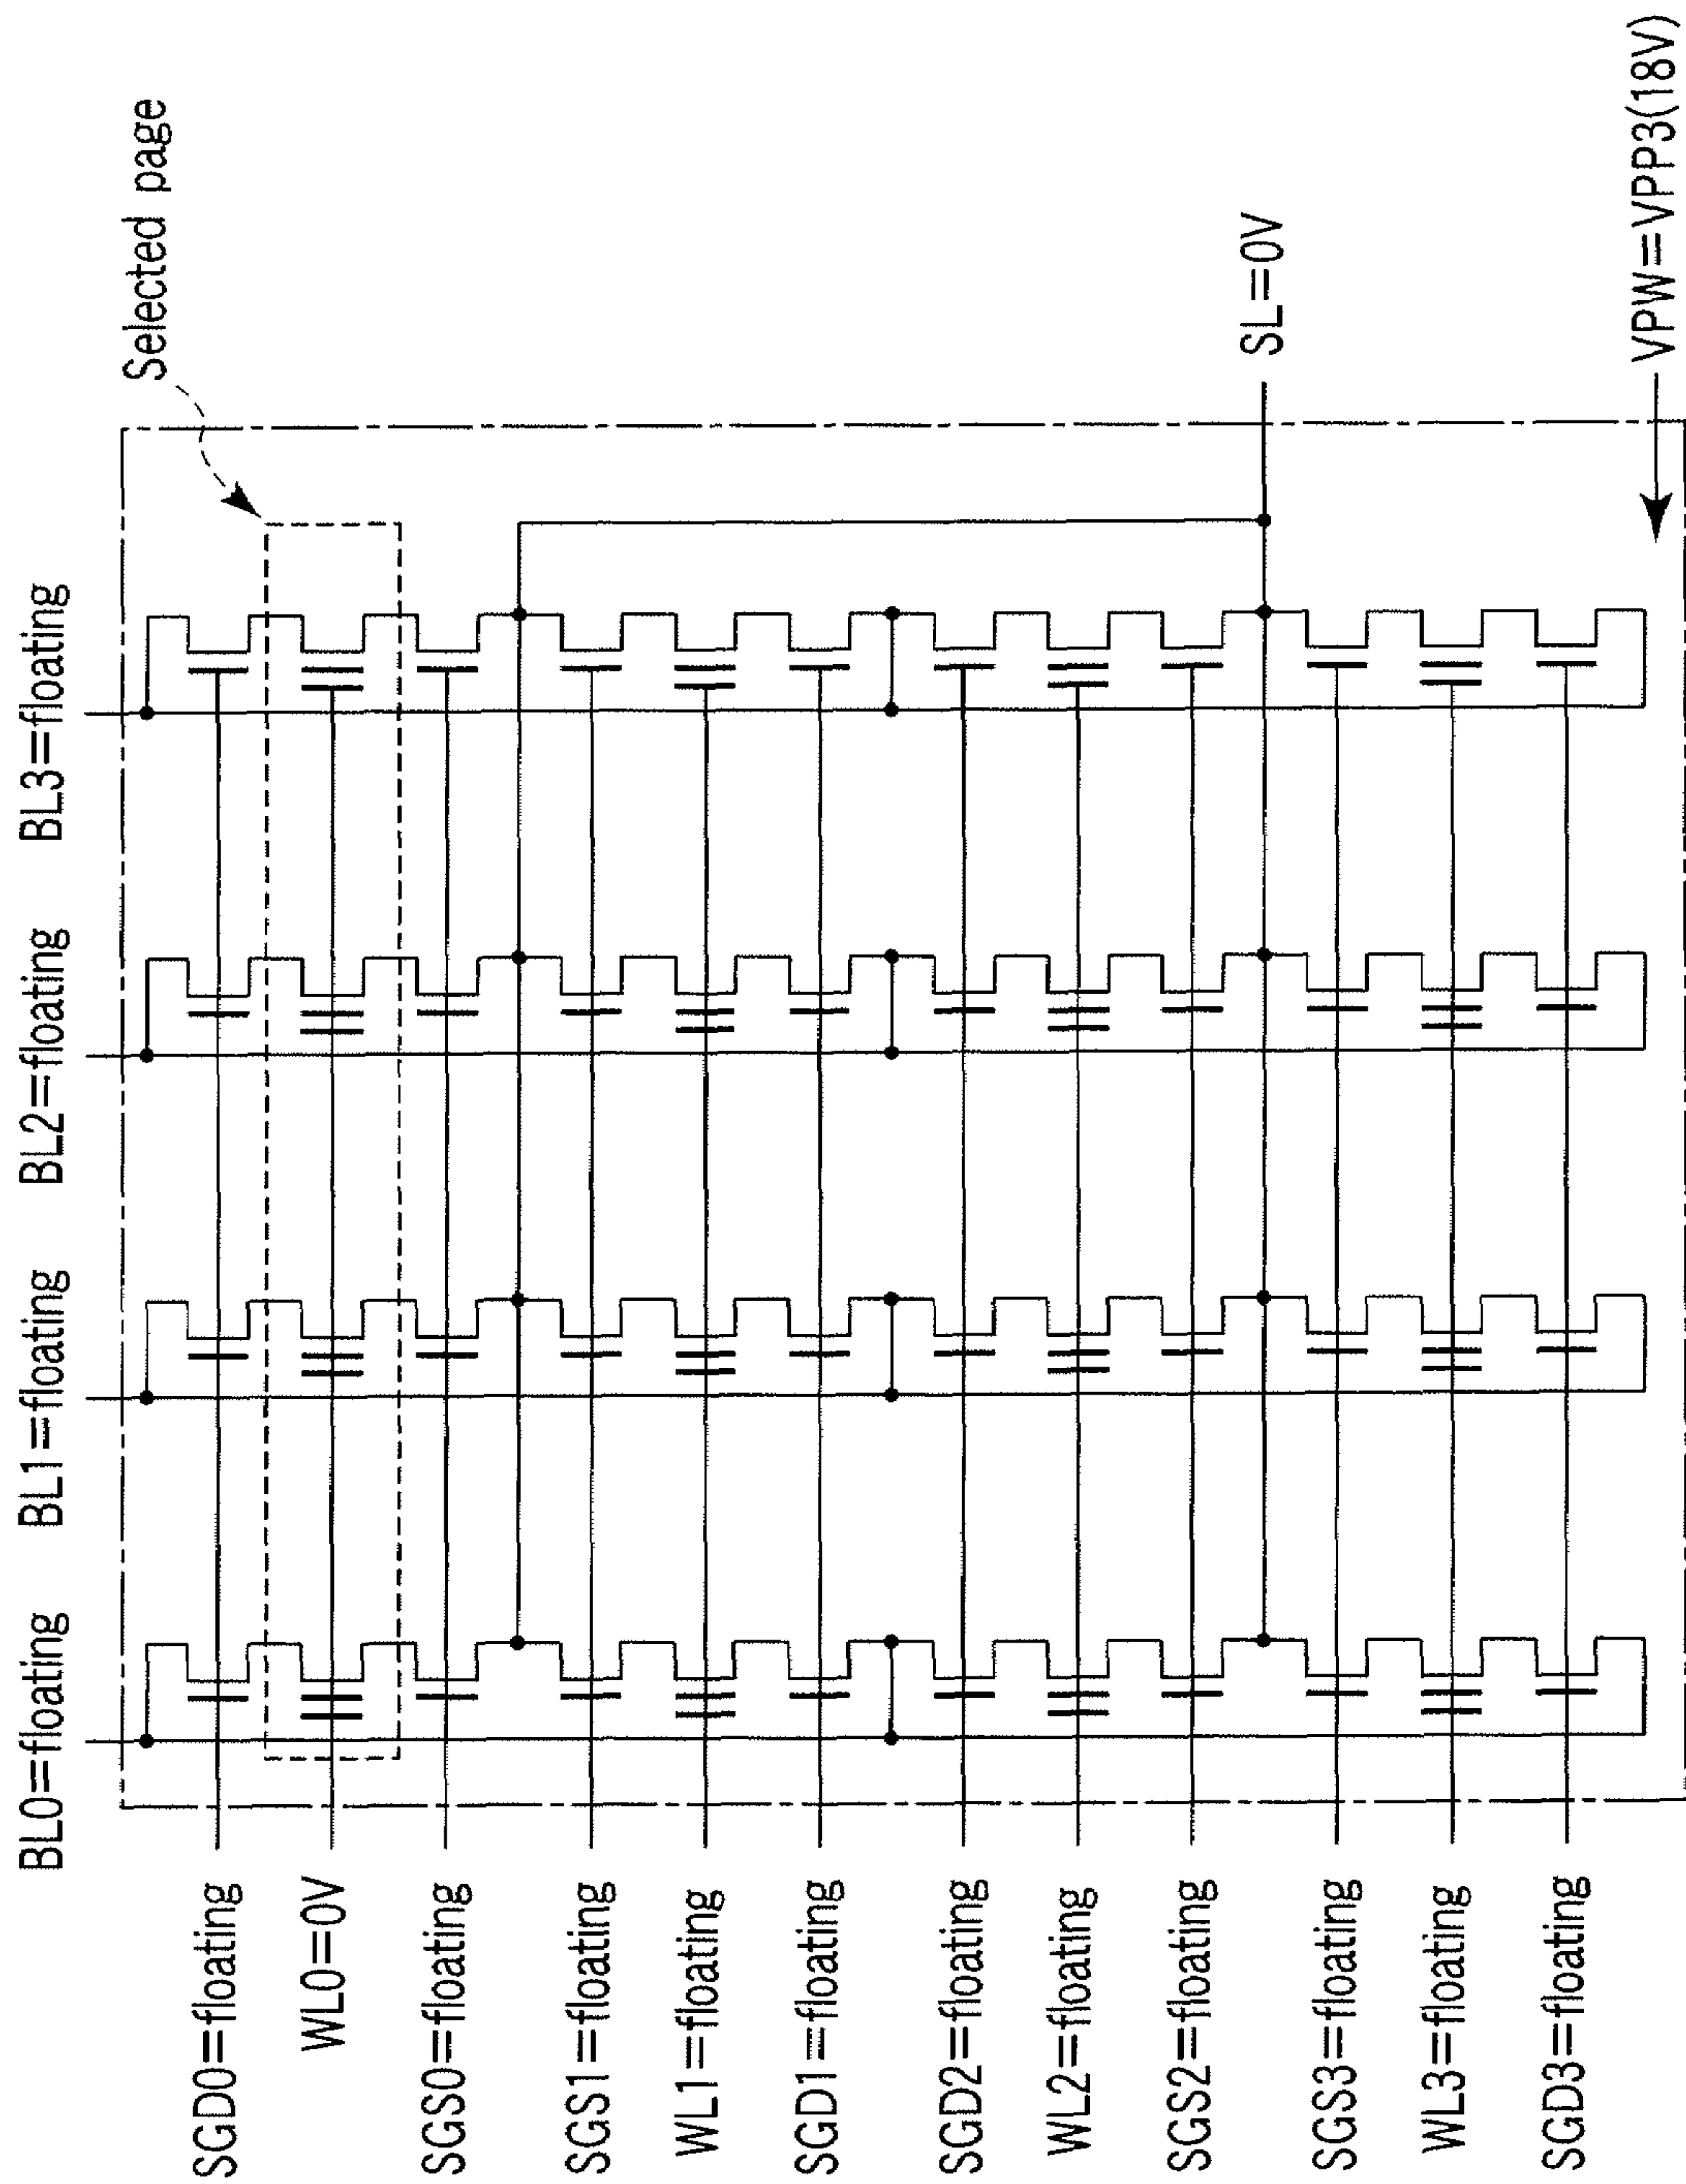 BL0=floating
BL1=floating
BL2=floating
BL3=floating
Selected page
SGD0=floating
WL0=0V
SGS0=floating
SGS1=floating
WL1=floating
SGD1=floating
SGD2=floating
WL2=floating
SGS2=floating
SL=0V
SGS3=floating
WL3=floating
SGD3=floating
VPW=VPP3(18V)